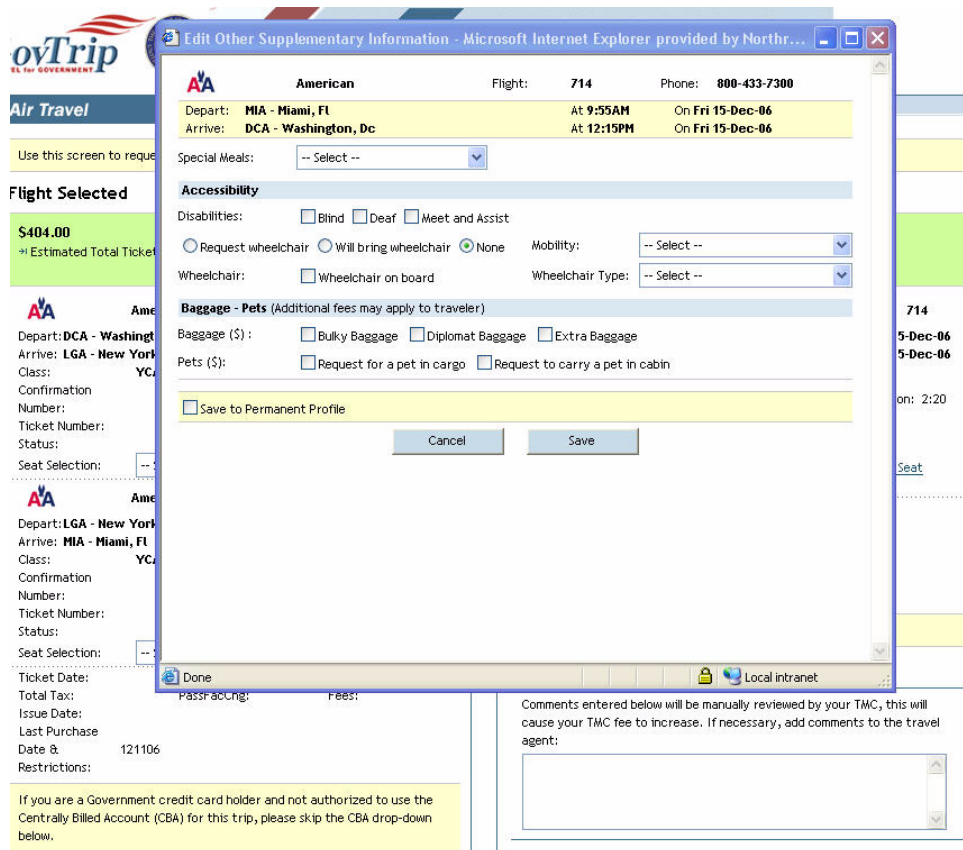 ovTrip
EL for GOVERNMENT
Edit Other Supplementary Information - Microsoft Internet Explorer provided by Northr...
Air Travel
Use this screen to reque
Flight Selected
$404.00
Estimated Total Ticket
AA American Flight: 714 Phone: 800-433-7300
Depart: MIA - Miami, Fl At 9:55AM On Fri 15-Dec-06
Arrive: DCA - Washington, Dc At 12:15PM On Fri 15-Dec-06
Special Meals: -- Select --
Accessibility
Disabilities: Blind Deaf Meet and Assist
Request wheelchair Will bring wheelchair None Mobility: -- Select --
Wheelchair: Wheelchair on board Wheelchair Type: -- Select --
Baggage - Pets (Additional fees may apply to traveler)
Baggage ($) : Bulky Baggage Diplomat Baggage Extra Baggage
Pets ($): Request for a pet in cargo Request to carry a pet in cabin
Save to Permanent Profile
Cancel Save
Done Local intranet
AA Ame
Depart: DCA - Washingt
Arrive: LGA - New York
Class: YCA
Confirmation
Number:
Ticket Number:
Status:
Seat Selection: --
AA Ame
Depart: LGA - New York
Arrive: MIA - Miami, Fl
Class: YCA
Confirmation
Number:
Ticket Number:
Status:
Seat Selection: --
Ticket Date:
Total Tax: PassFacChg: Fees:
Issue Date:
Last Purchase
Date & 121106
Restrictions:
If you are a Government credit card holder and not authorized to use the
Centrally Billed Account (CBA) for this trip, please skip the CBA drop-down
below.
714
5-Dec-06
5-Dec-06
on: 2:20
Seat
Comments entered below will be manually reviewed by your TMC, this will
cause your TMC fee to increase. If necessary, add comments to the travel
agent: